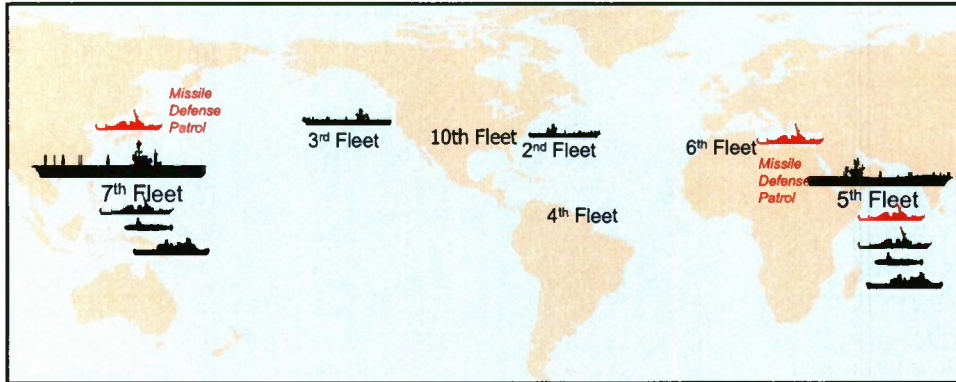 Missile
Defense
Patrol
7th Fleet
3rd Fleet
10th Fleet
2nd Fleet
4th Fleet
6th Fleet
Missile
Defense
Patrol
5th Fleet